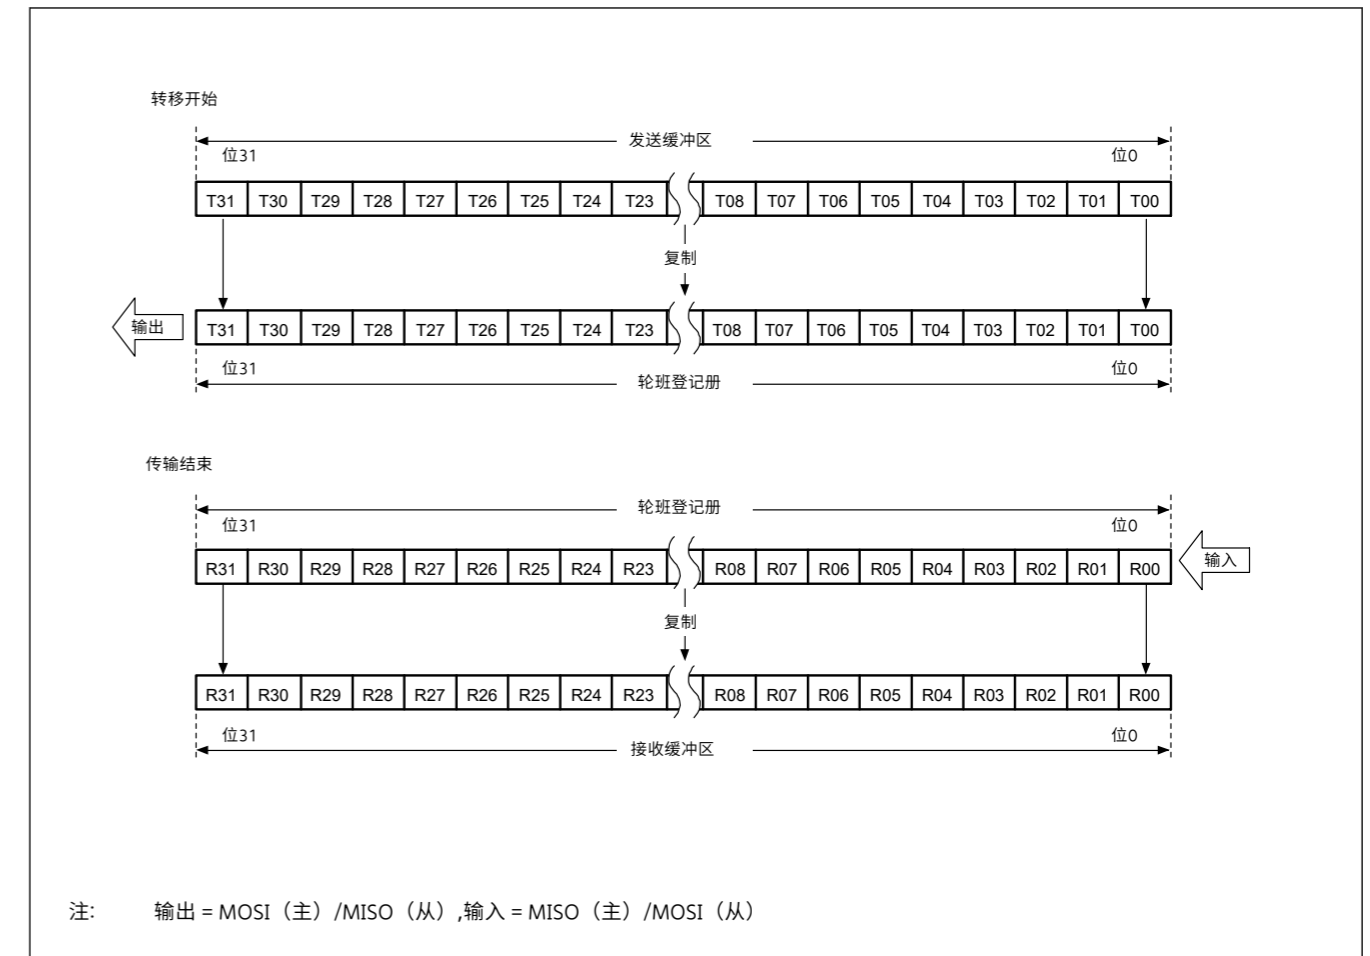 转移开始
发送缓冲区
位31 位0
T31 T30 T29 T28 T27 T26 T25 T24 T23 T08 T07 T06 T05 T04 T03 T02 T01 T00
复制
输出
T31 T30 T29 T28 T27 T26 T25 T24 T23 T08 T07 T06 T05 T04 T03 T02 T01 T00
位31 位0
轮班登记册
传输结束
轮班登记册
位31 位0
R31 R30 R29 R28 R27 R26 R25 R24 R23 R08 R07 R06 R05 R04 R03 R02 R01 R00
输入
复制
R31 R30 R29 R28 R27 R26 R25 R24 R23 R08 R07 R06 R05 R04 R03 R02 R01 R00
位31 位0
接收缓冲区
注: 输出 = MOSI（主）/MISO（从）,输入 = MISO（主）/MOSI（从）